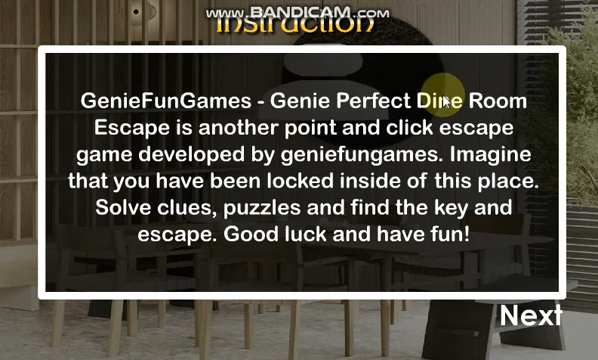 www.BANDICAM.com
instruction
GenieFunGames - Genie Perfect Dine Room
Escape is another point and click escape
game developed by geniefungames. Imagine
that you have been locked inside of this place.
Solve clues, puzzles and find the key and
escape. Good luck and have fun!
Next